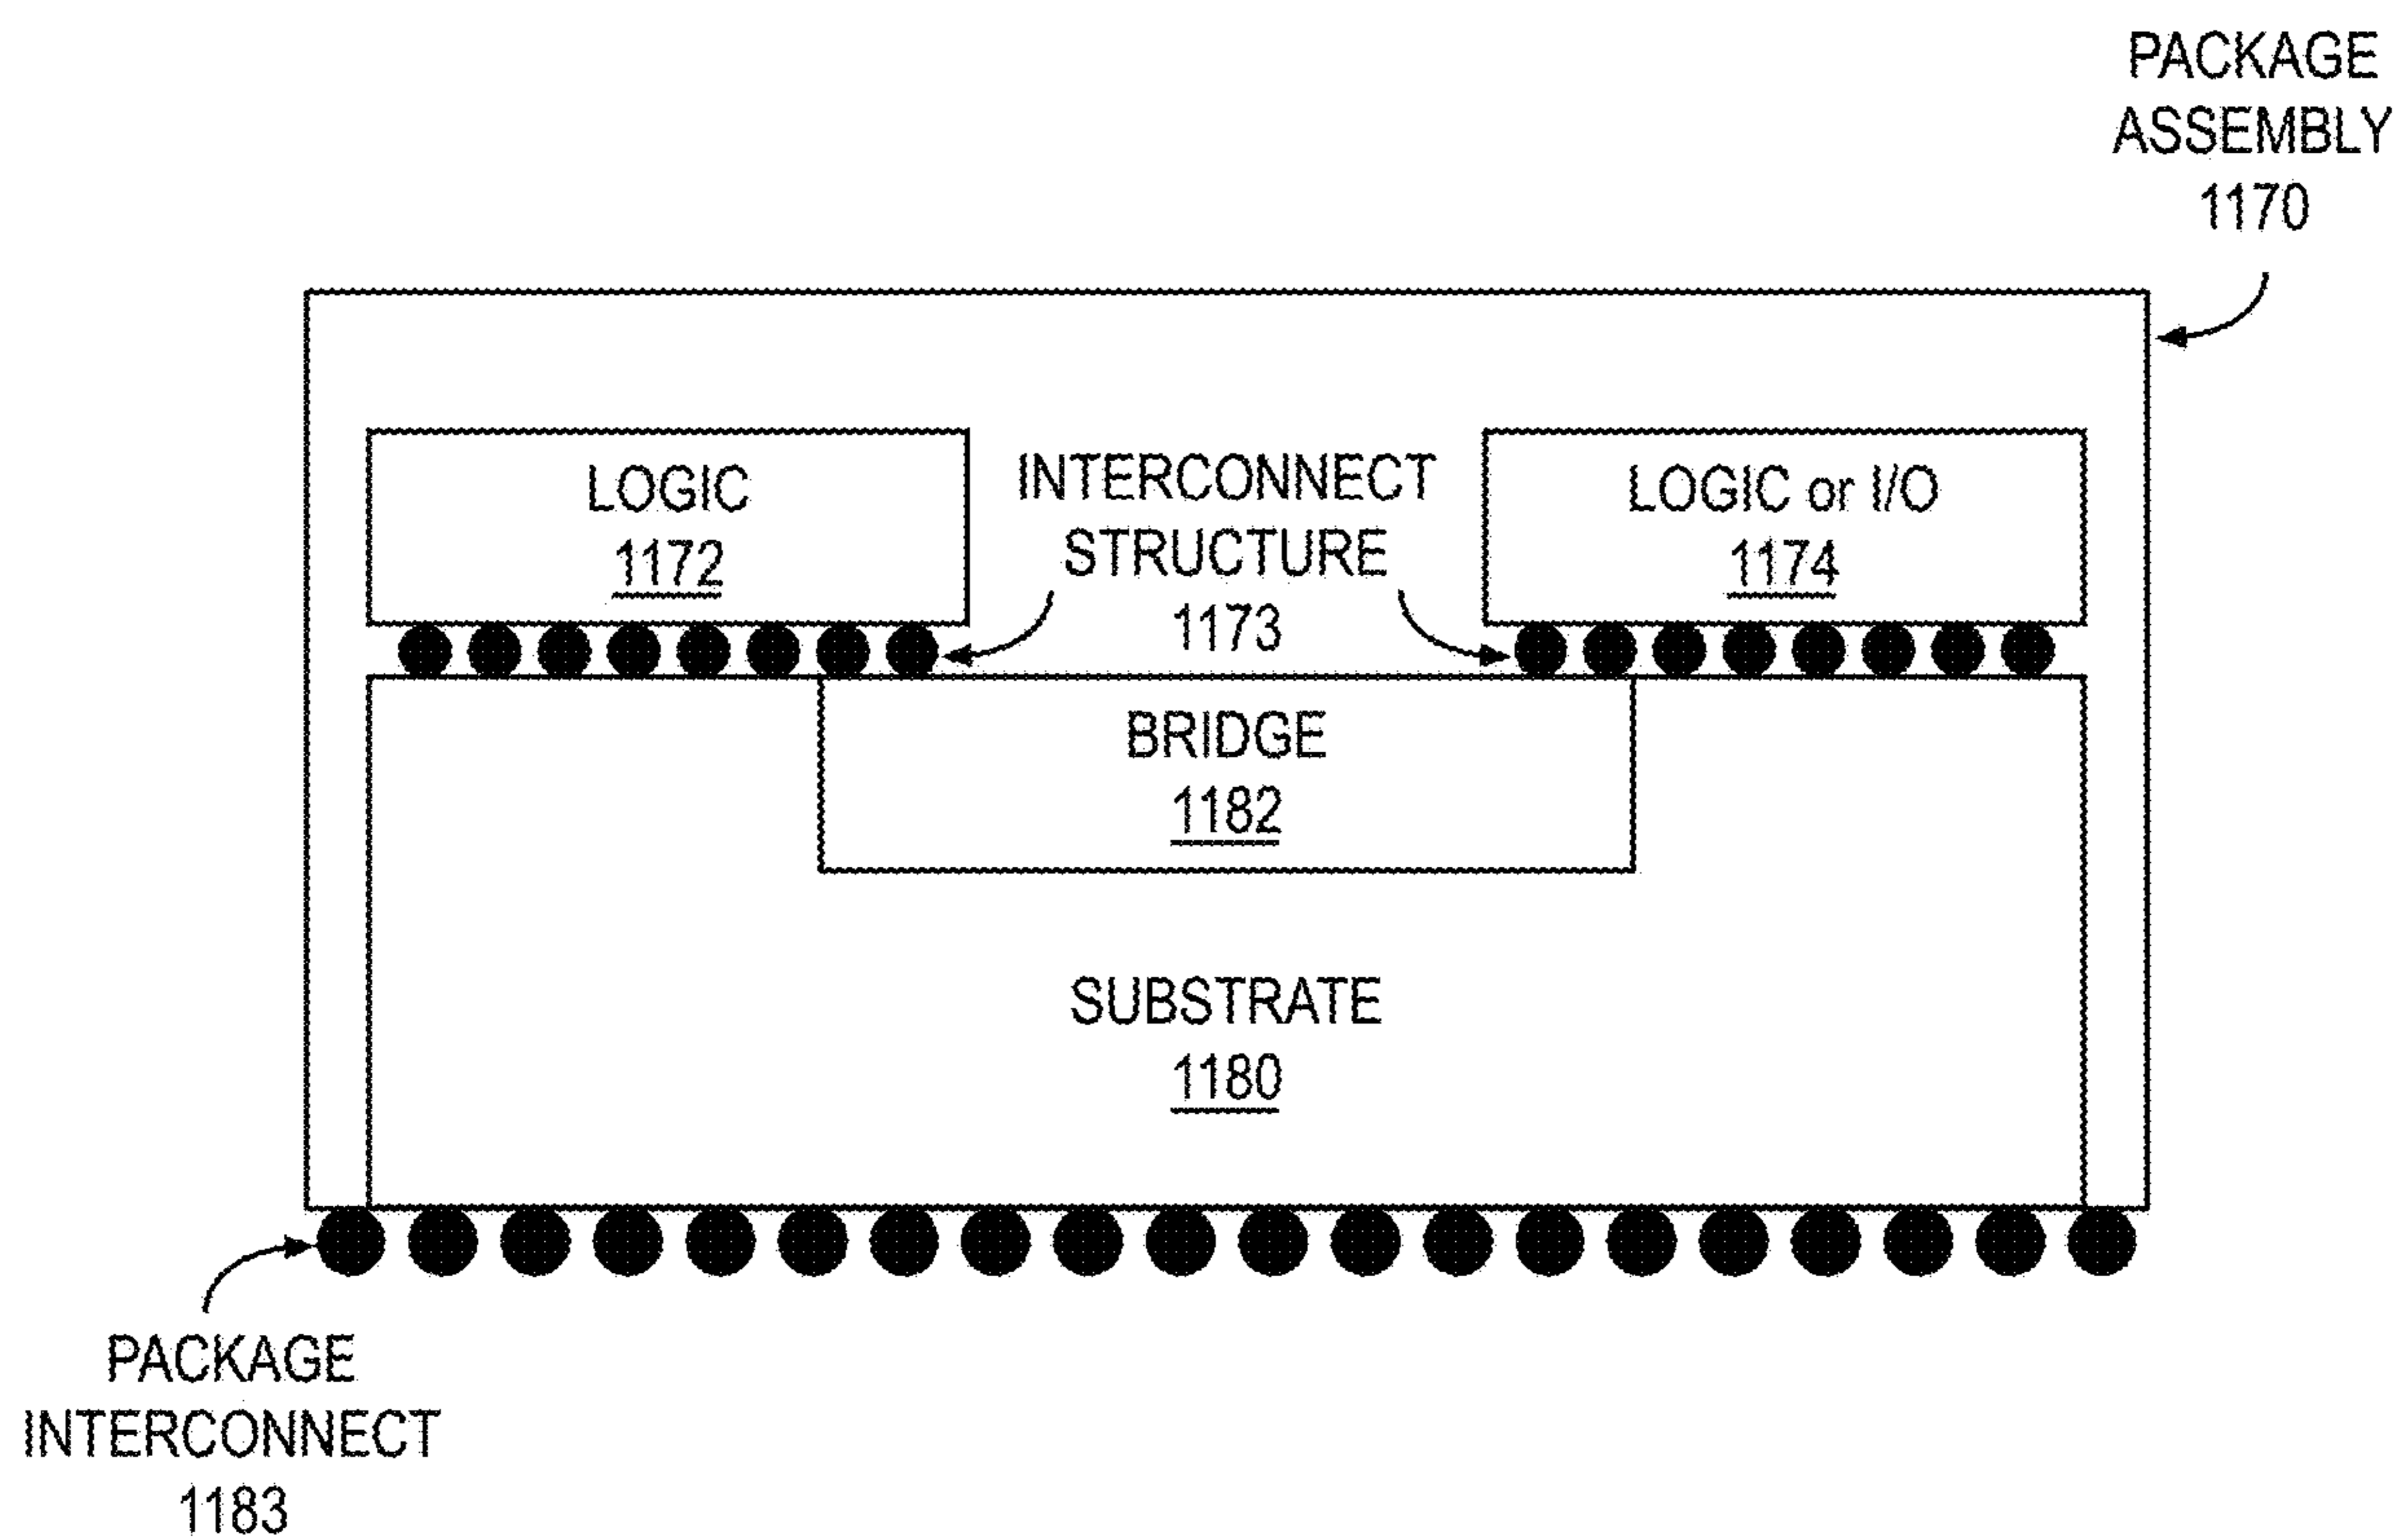 PACKAGE
ASSEMBLY
1170
LOGIC
1172
INTERCONNECT
STRUCTURE
1173
LOGIC or I/O
1174
BRIDGE
1182
SUBSTRATE
1180
PACKAGE
INTERCONNECT
1183